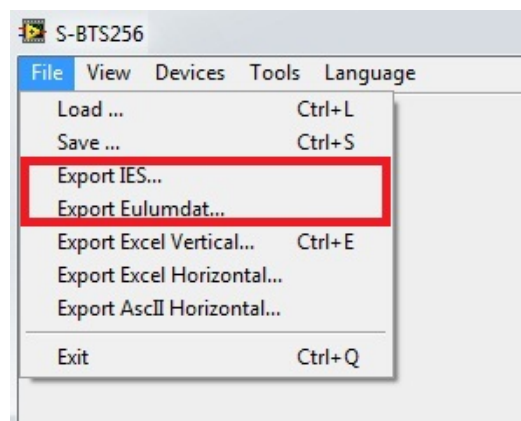 S-BTS256
File View Devices Tools Language
Load ... Ctrl+L
Save ... Ctrl+S
Export IES...
Export Eulumdat...
Export Excel Vertical... Ctrl+E
Export Excel Horizontal...
Export AscII Horizontal...
Exit Ctrl+Q